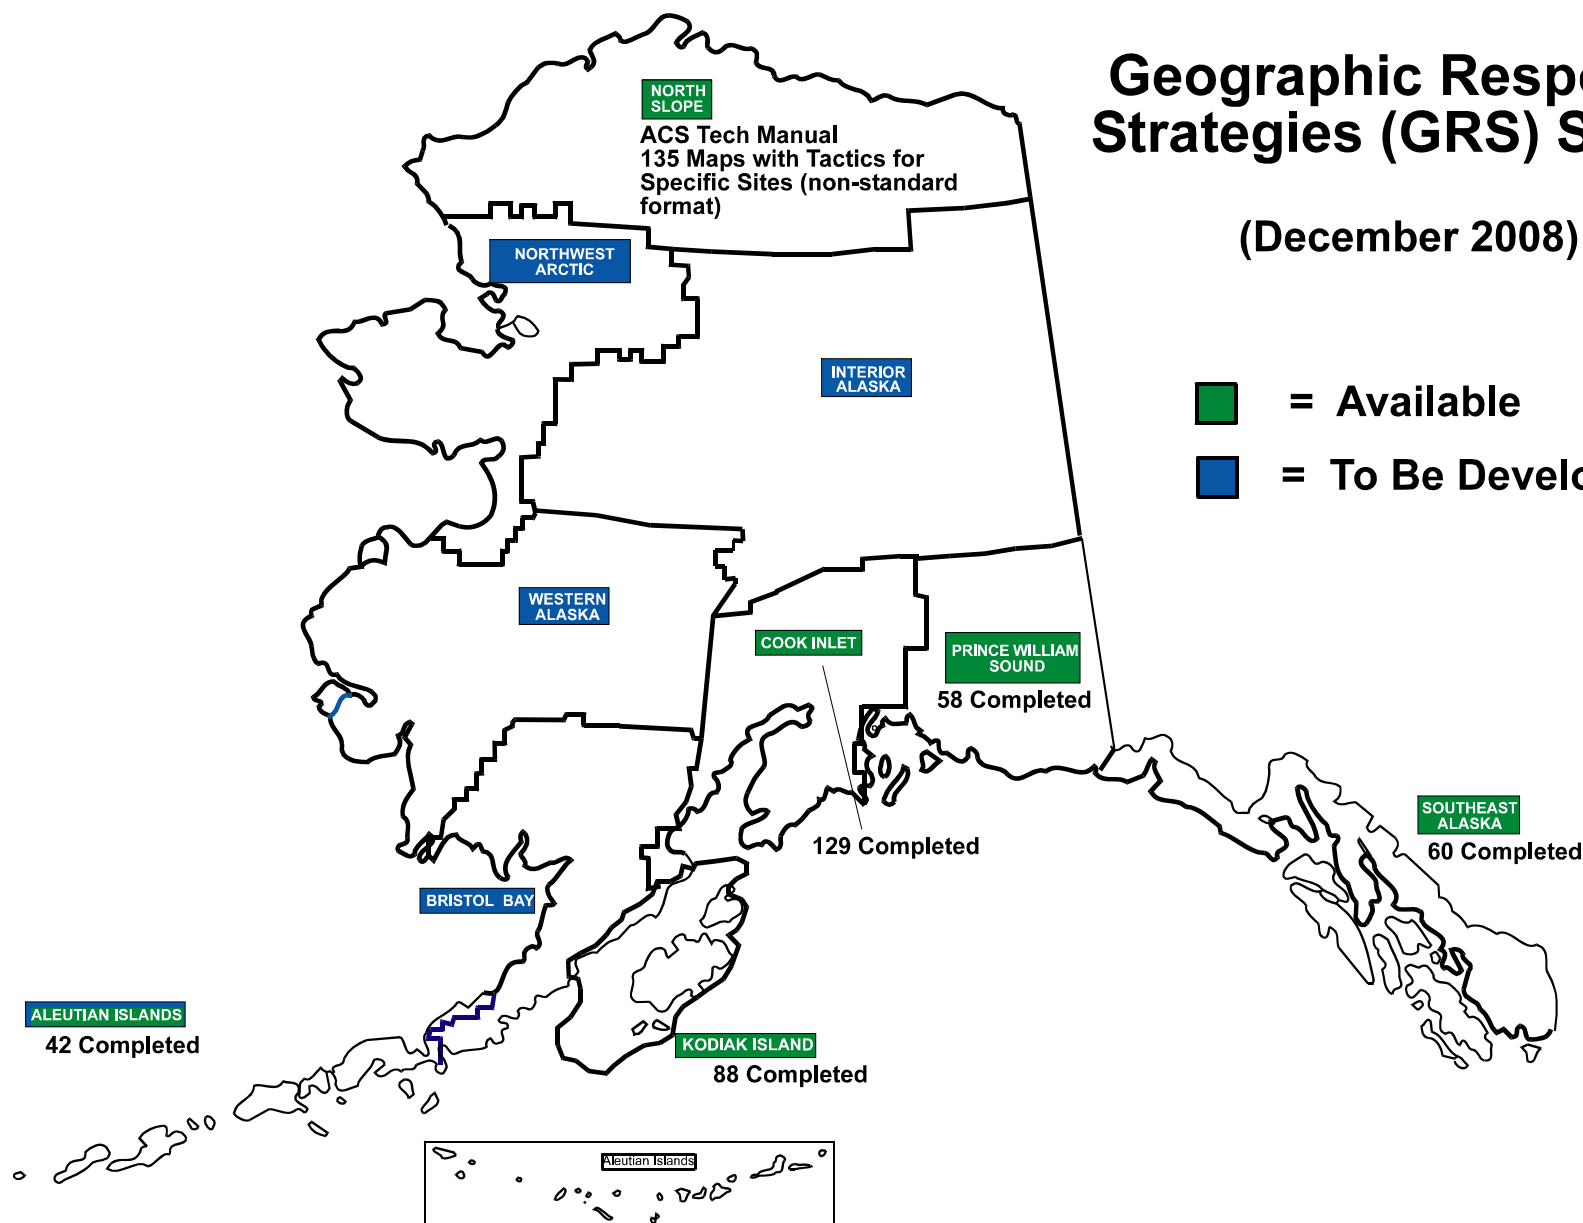 Geographic Respo
Strategies (GRS) S
(December 2008)
NORTH
SLOPE
ACS Tech Manual
135 Maps with Tactics for
Specific Sites (non-standard
format)
NORTHWEST
ARCTIC
INTERIOR
ALASKA
= Available
= To Be Develo
WESTERN
ALASKA
COOK INLET
129 Completed
PRINCE WILLIAM
SOUND
58 Completed
SOUTHEAST
ALASKA
60 Completed
BRISTOL BAY
ALEUTIAN ISLANDS
42 Completed
KODIAK ISLAND
88 Completed
Aleutian Islands